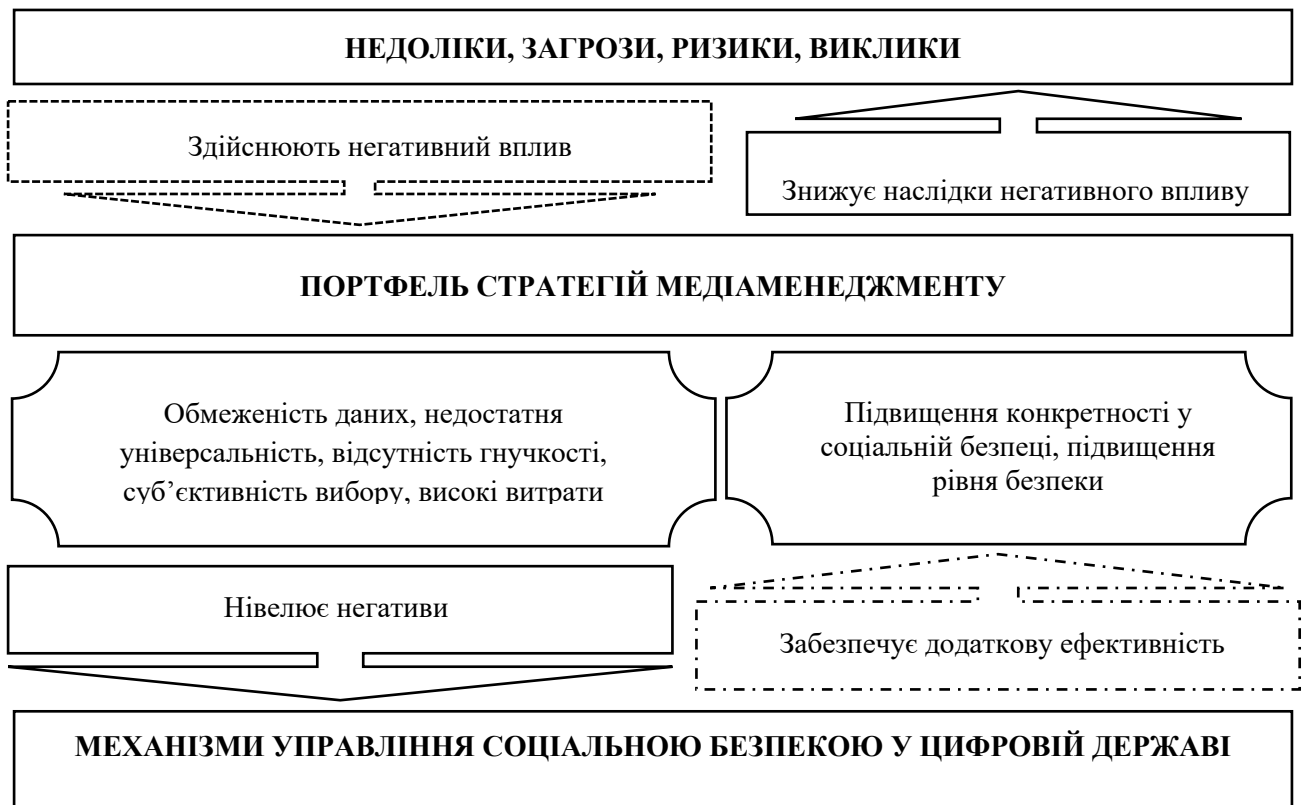 НЕДОЛІКИ, ЗАГРОЗИ, РИЗИКИ, ВИКЛИКИ
Здійснюють негативний вплив
Знижує наслідки негативного впливу
ПОРТФЕЛЬ СТРАТЕГІЙ МЕДІАМЕНЕДЖМЕНТУ
Обмеженість даних, недостатня
універсальність, відсутність гнучкості,
суб’єктивність вибору, високі витрати
Підвищення конкретності у
соціальній безпеці, підвищення
рівня безпеки
Нівелює негативи
Забезпечує додаткову ефективність
МЕХАНІЗМИ УПРАВЛІННЯ СОЦІАЛЬНОЮ БЕЗПЕКОЮ У ЦИФРОВІЙ ДЕРЖАВІ